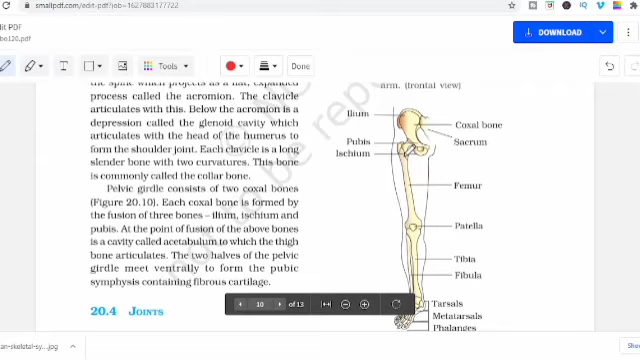 smallpdf.com/edit-pdf?job=1627883177722
dit PDF
bo120.pdf
DOWNLOAD
Tools
Done
the spine which projects as a flat, expanded
process called the acromion. The clavicle
articulates with this. Below the acromion is a
depression called the glenoid cavity which
articulates with the head of the humerus to
form the shoulder joint. Each clavicle is a long
slender bone with two curvatures. This bone
is commonly called the collar bone.
Pelvic girdle consists of two coxal bones
(Figure 20.10). Each coxal bone is formed by
the fusion of three bones – ilium, ischium and
pubis. At the point of fusion of the above bones
is a cavity called acetabulum to which the thigh
bone articulates. The two halves of the pelvic
girdle meet ventrally to form the pubic
symphysis containing fibrous cartilage.
20.4 JOINTS
arm. (frontal view)
Ilium
Coxal bone
Pubis
Sacrum
Ischium
Femur
Patella
Tibia
Fibula
Tarsals
Metatarsals
Phalanges
not to be repu
10 of 13
an-skeletal-sy....jpg
Sho